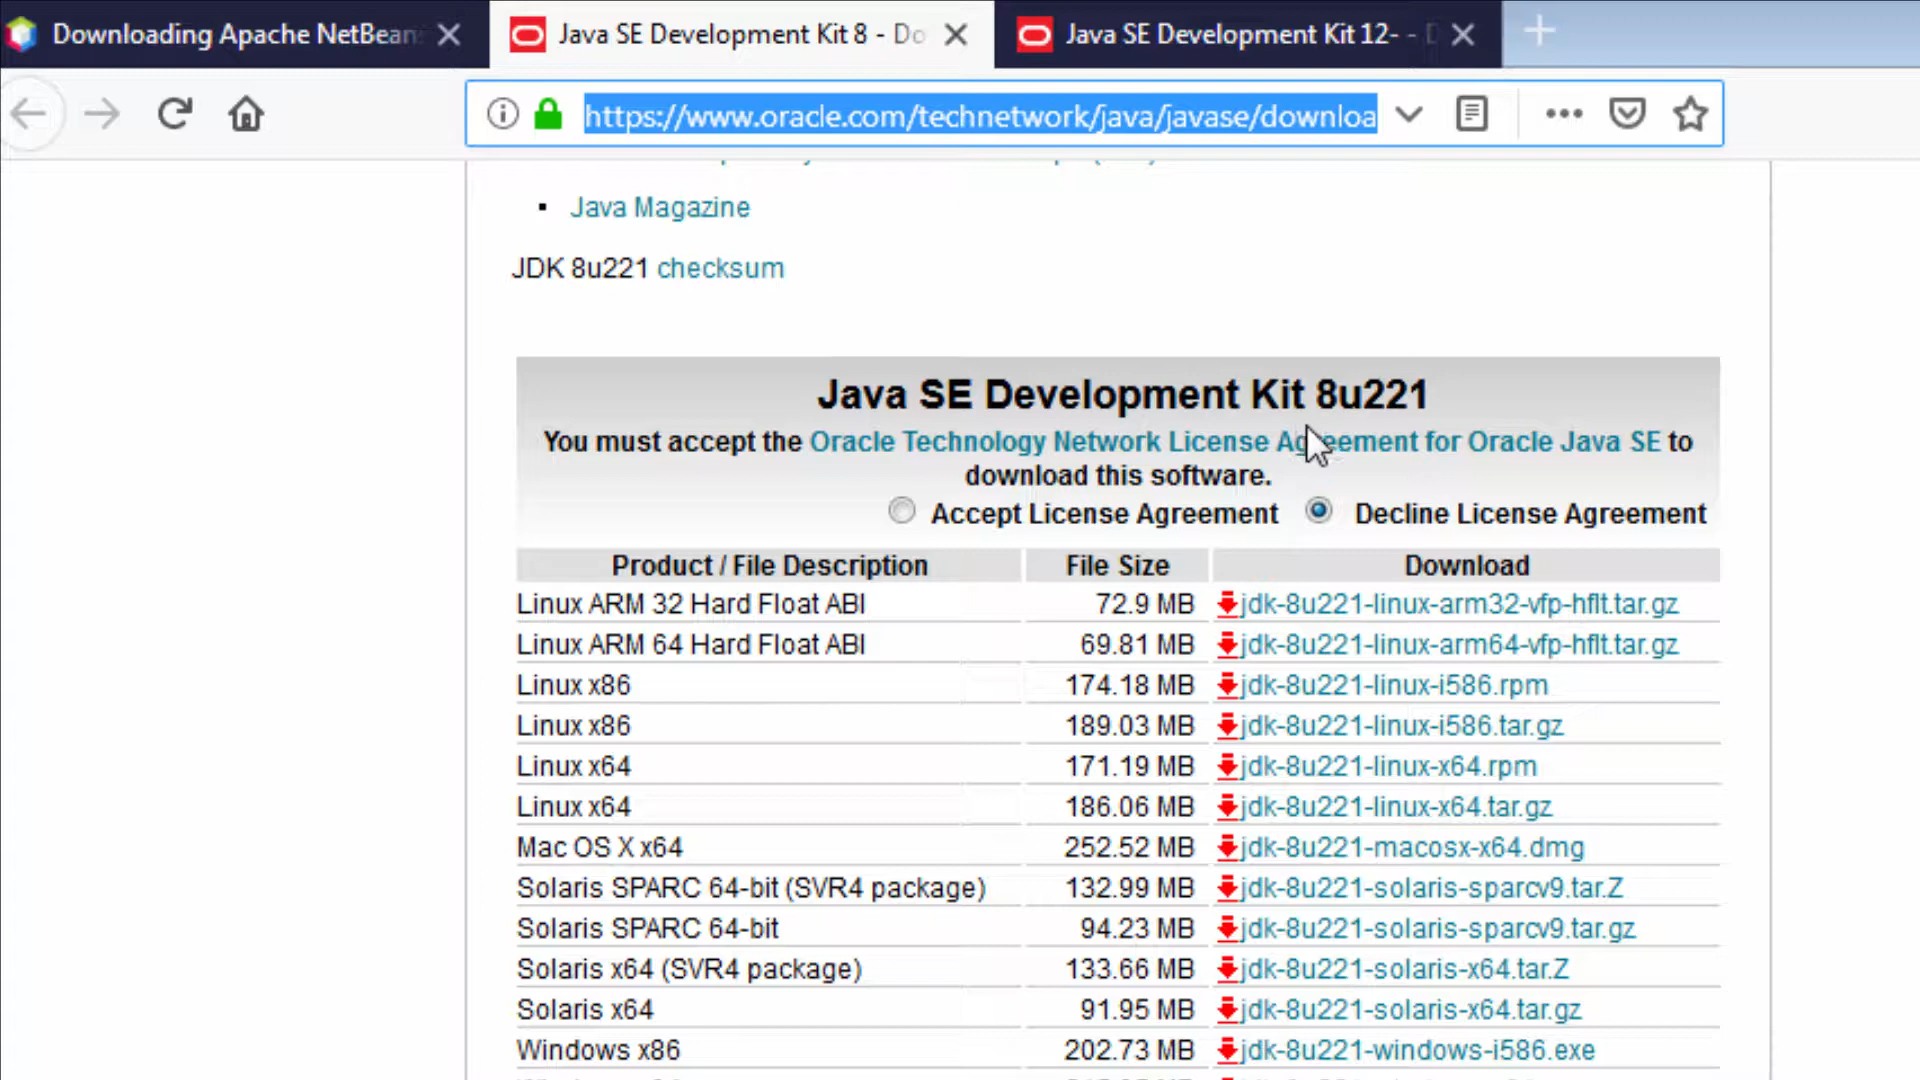 Downloading Apache NetBean
Java SE Development Kit 8 - Do
Java SE Development Kit 12- - D
https://www.oracle.com/technetwork/java/javase/downloa
Java Magazine
JDK 8u221 checksum
Java SE Development Kit 8u221
You must accept the Oracle Technology Network License Agreement for Oracle Java SE to
download this software.
Accept License Agreement Decline License Agreement
Product / File Description File Size Download
Linux ARM 32 Hard Float ABI 72.9 MB jdk-8u221-linux-arm32-vfp-hflt.tar.gz
Linux ARM 64 Hard Float ABI 69.81 MB jdk-8u221-linux-arm64-vfp-hflt.tar.gz
Linux x86 174.18 MB jdk-8u221-linux-i586.rpm
Linux x86 189.03 MB jdk-8u221-linux-i586.tar.gz
Linux x64 171.19 MB jdk-8u221-linux-x64.rpm
Linux x64 186.06 MB jdk-8u221-linux-x64.tar.gz
Mac OS X x64 252.52 MB jdk-8u221-macosx-x64.dmg
Solaris SPARC 64-bit (SVR4 package) 132.99 MB jdk-8u221-solaris-sparcv9.tar.Z
Solaris SPARC 64-bit 94.23 MB jdk-8u221-solaris-sparcv9.tar.gz
Solaris x64 (SVR4 package) 133.66 MB jdk-8u221-solaris-x64.tar.Z
Solaris x64 91.95 MB jdk-8u221-solaris-x64.tar.gz
Windows x86 202.73 MB jdk-8u221-windows-i586.exe